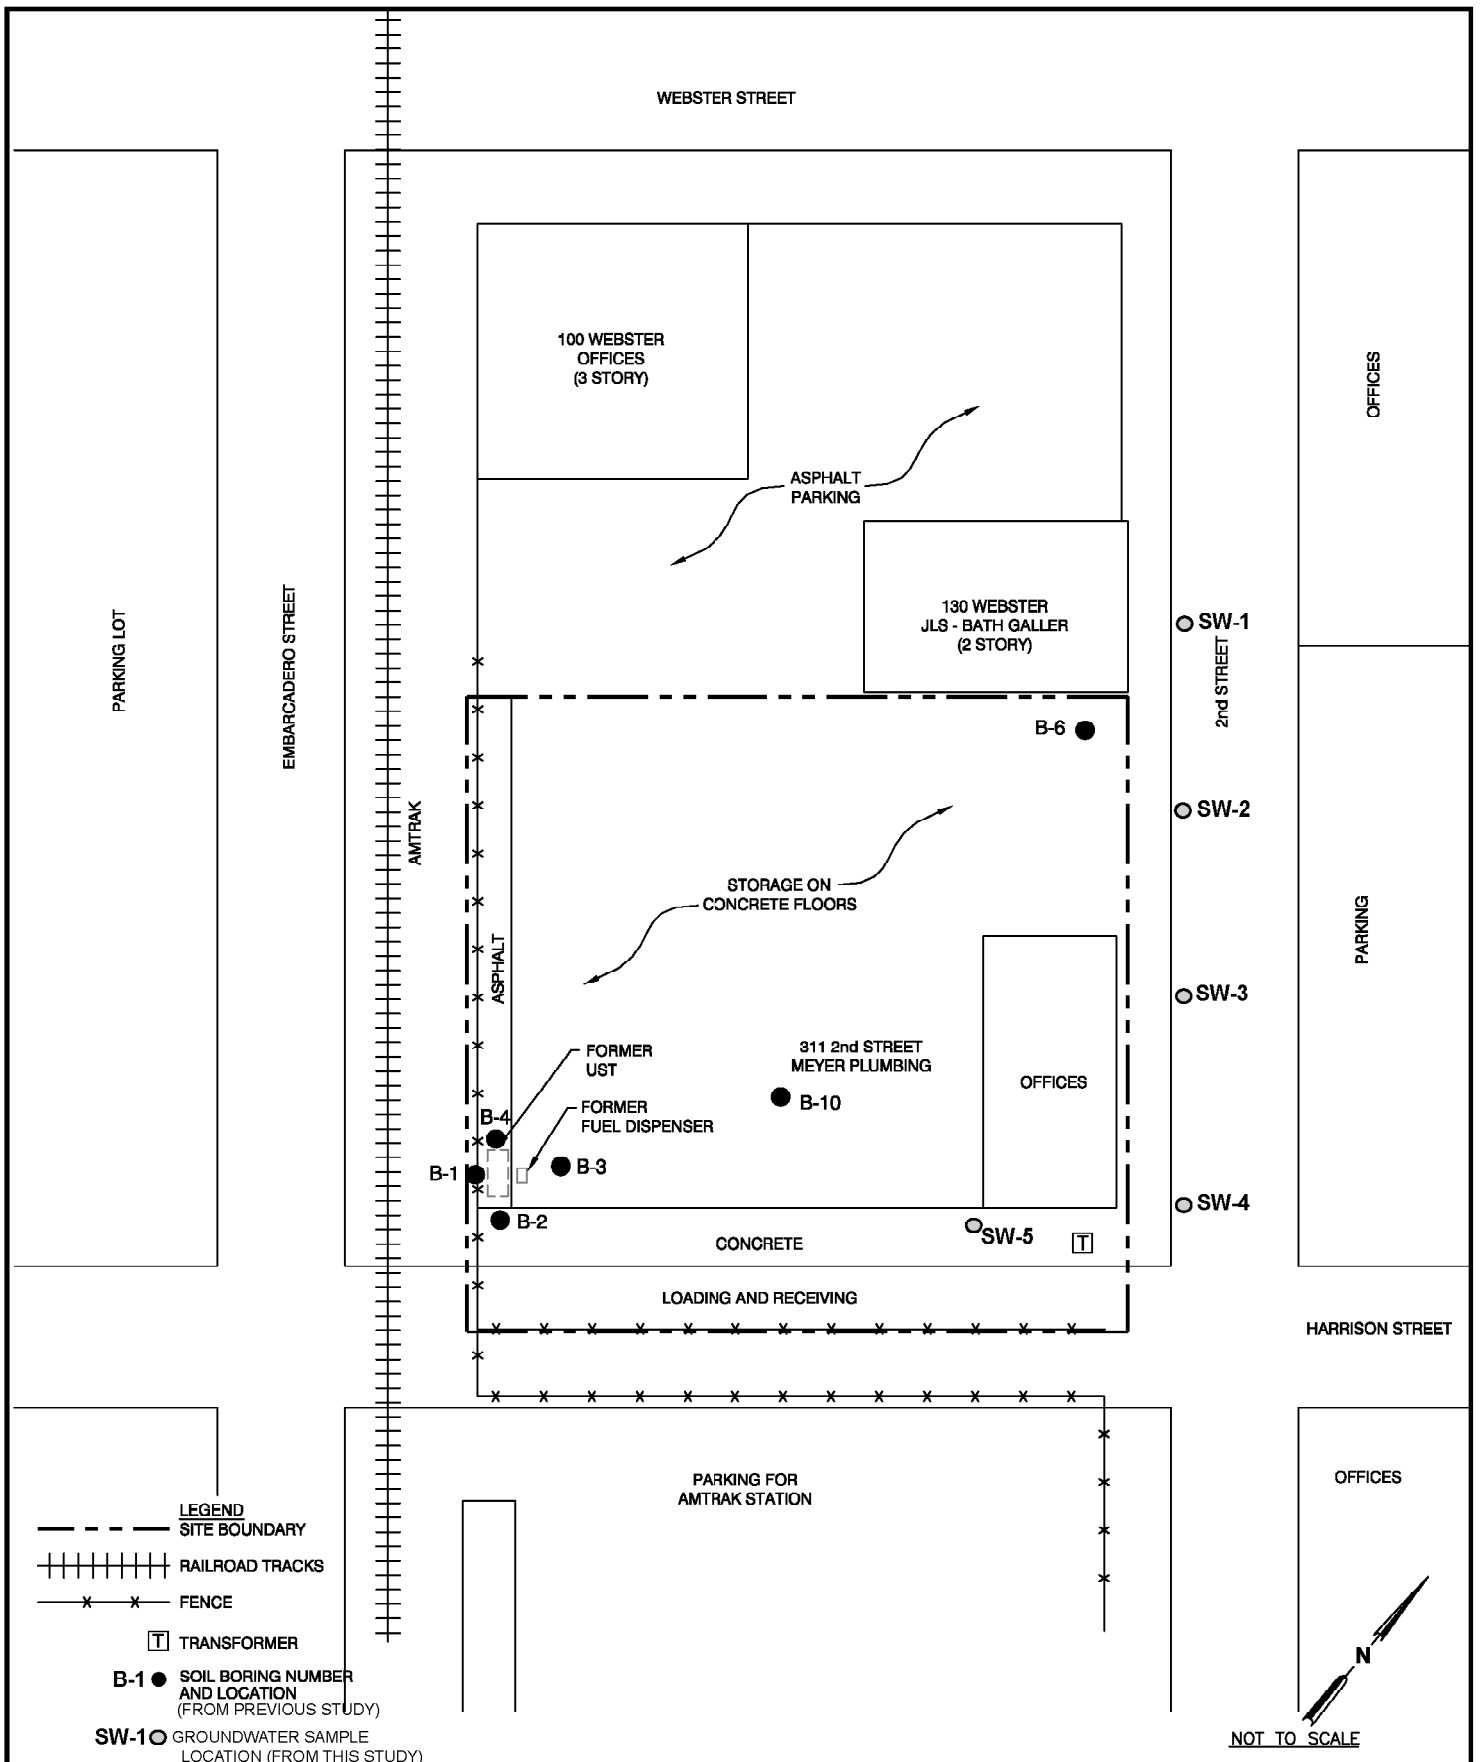 WEBSTER STREET
100 WEBSTER
OFFICES
(3 STORY)
OFFICES
ASPHALT
PARKING
130 WEBSTER
JLS - BATH GALLER
(2 STORY)
SW-1
2nd STREET
PARKING LOT
EMBARCADERO STREET
AMTRAK
B-6
SW-2
STORAGE ON
CONCRETE FLOORS
PARKING
ASPHALT
SW-3
FORMER
UST
311 2nd STREET
MEYER PLUMBING
OFFICES
B-10
B-4
FORMER
FUEL DISPENSER
B-1
B-3
B-2
SW-4
SW-5
T
CONCRETE
LOADING AND RECEIVING
HARRISON STREET
PARKING FOR
AMTRAK STATION
OFFICES
LEGEND
SITE BOUNDARY
RAILROAD TRACKS
FENCE
T TRANSFORMER
B-1 SOIL BORING NUMBER
AND LOCATION
(FROM PREVIOUS STUDY)
SW-1 GROUNDWATER SAMPLE
LOCATION (FROM THIS STUDY)
N
NOT TO SCALE